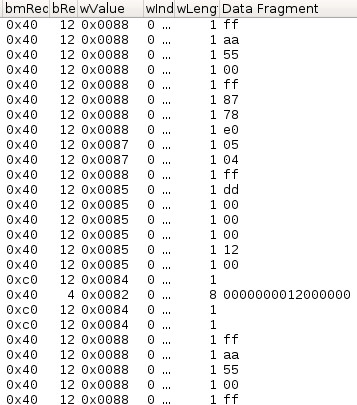 bmRec bRe wValue wInd wLengt Data Fragment
0x40 12 0x0088 0 ... 1 ff
0x40 12 0x0088 0 ... 1 aa
0x40 12 0x0088 0 ... 1 55
0x40 12 0x0088 0 ... 1 00
0x40 12 0x0088 0 ... 1 ff
0x40 12 0x0088 0 ... 1 87
0x40 12 0x0088 0 ... 1 78
0x40 12 0x0088 0 ... 1 e0
0x40 12 0x0087 0 ... 1 05
0x40 12 0x0087 0 ... 1 04
0x40 12 0x0088 0 ... 1 ff
0x40 12 0x0085 0 ... 1 dd
0x40 12 0x0085 0 ... 1 00
0x40 12 0x0085 0 ... 1 00
0x40 12 0x0085 0 ... 1 00
0x40 12 0x0085 0 ... 1 12
0x40 12 0x0085 0 ... 1 00
0xc0 12 0x0084 0 ... 1
0x40 4 0x0082 0 ... 8 0000000012000000
0xc0 12 0x0084 0 ... 1
0xc0 12 0x0084 0 ... 1
0x40 12 0x0088 0 ... 1 ff
0x40 12 0x0088 0 ... 1 aa
0x40 12 0x0088 0 ... 1 55
0x40 12 0x0088 0 ... 1 00
0x40 12 0x0088 0 ... 1 ff